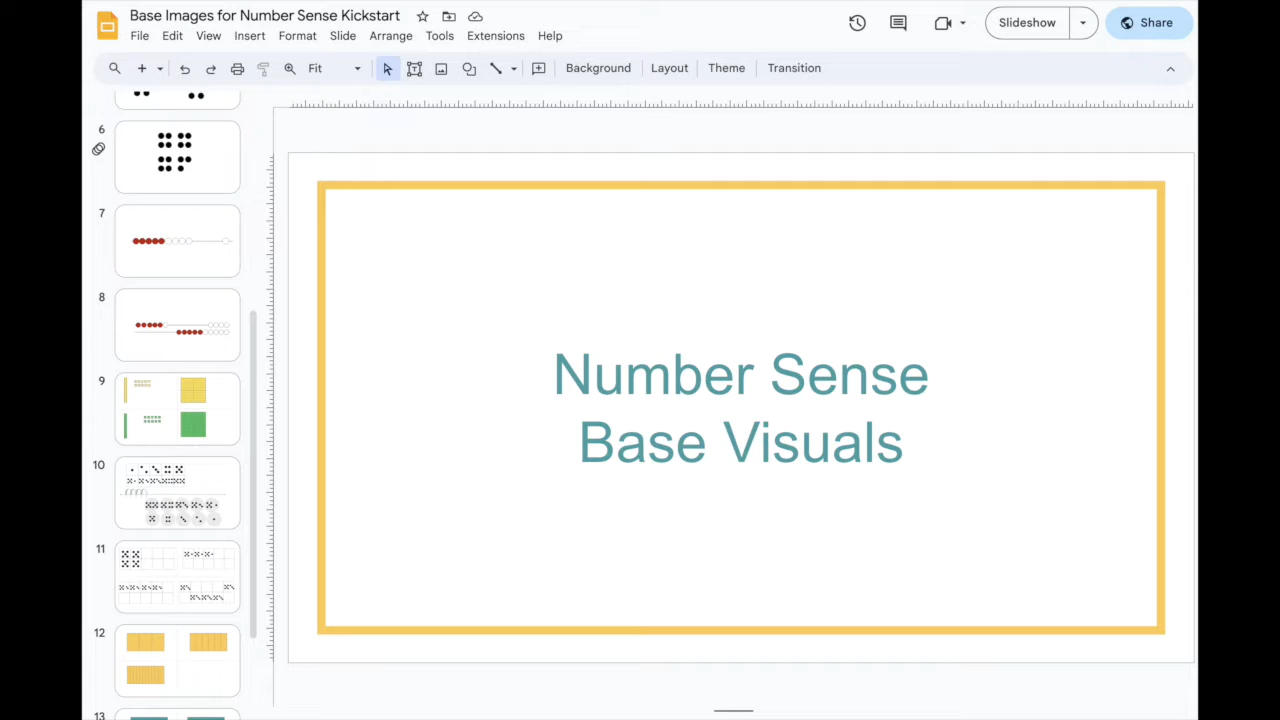 Base Images for Number Sense Kickstart
File Edit View Insert Format Slide Arrange Tools Extensions Help
Slideshow
Share
Fit
Background
Layout
Theme
Transition
6
7
8
9
10
11
12
13
Number Sense
Base Visuals